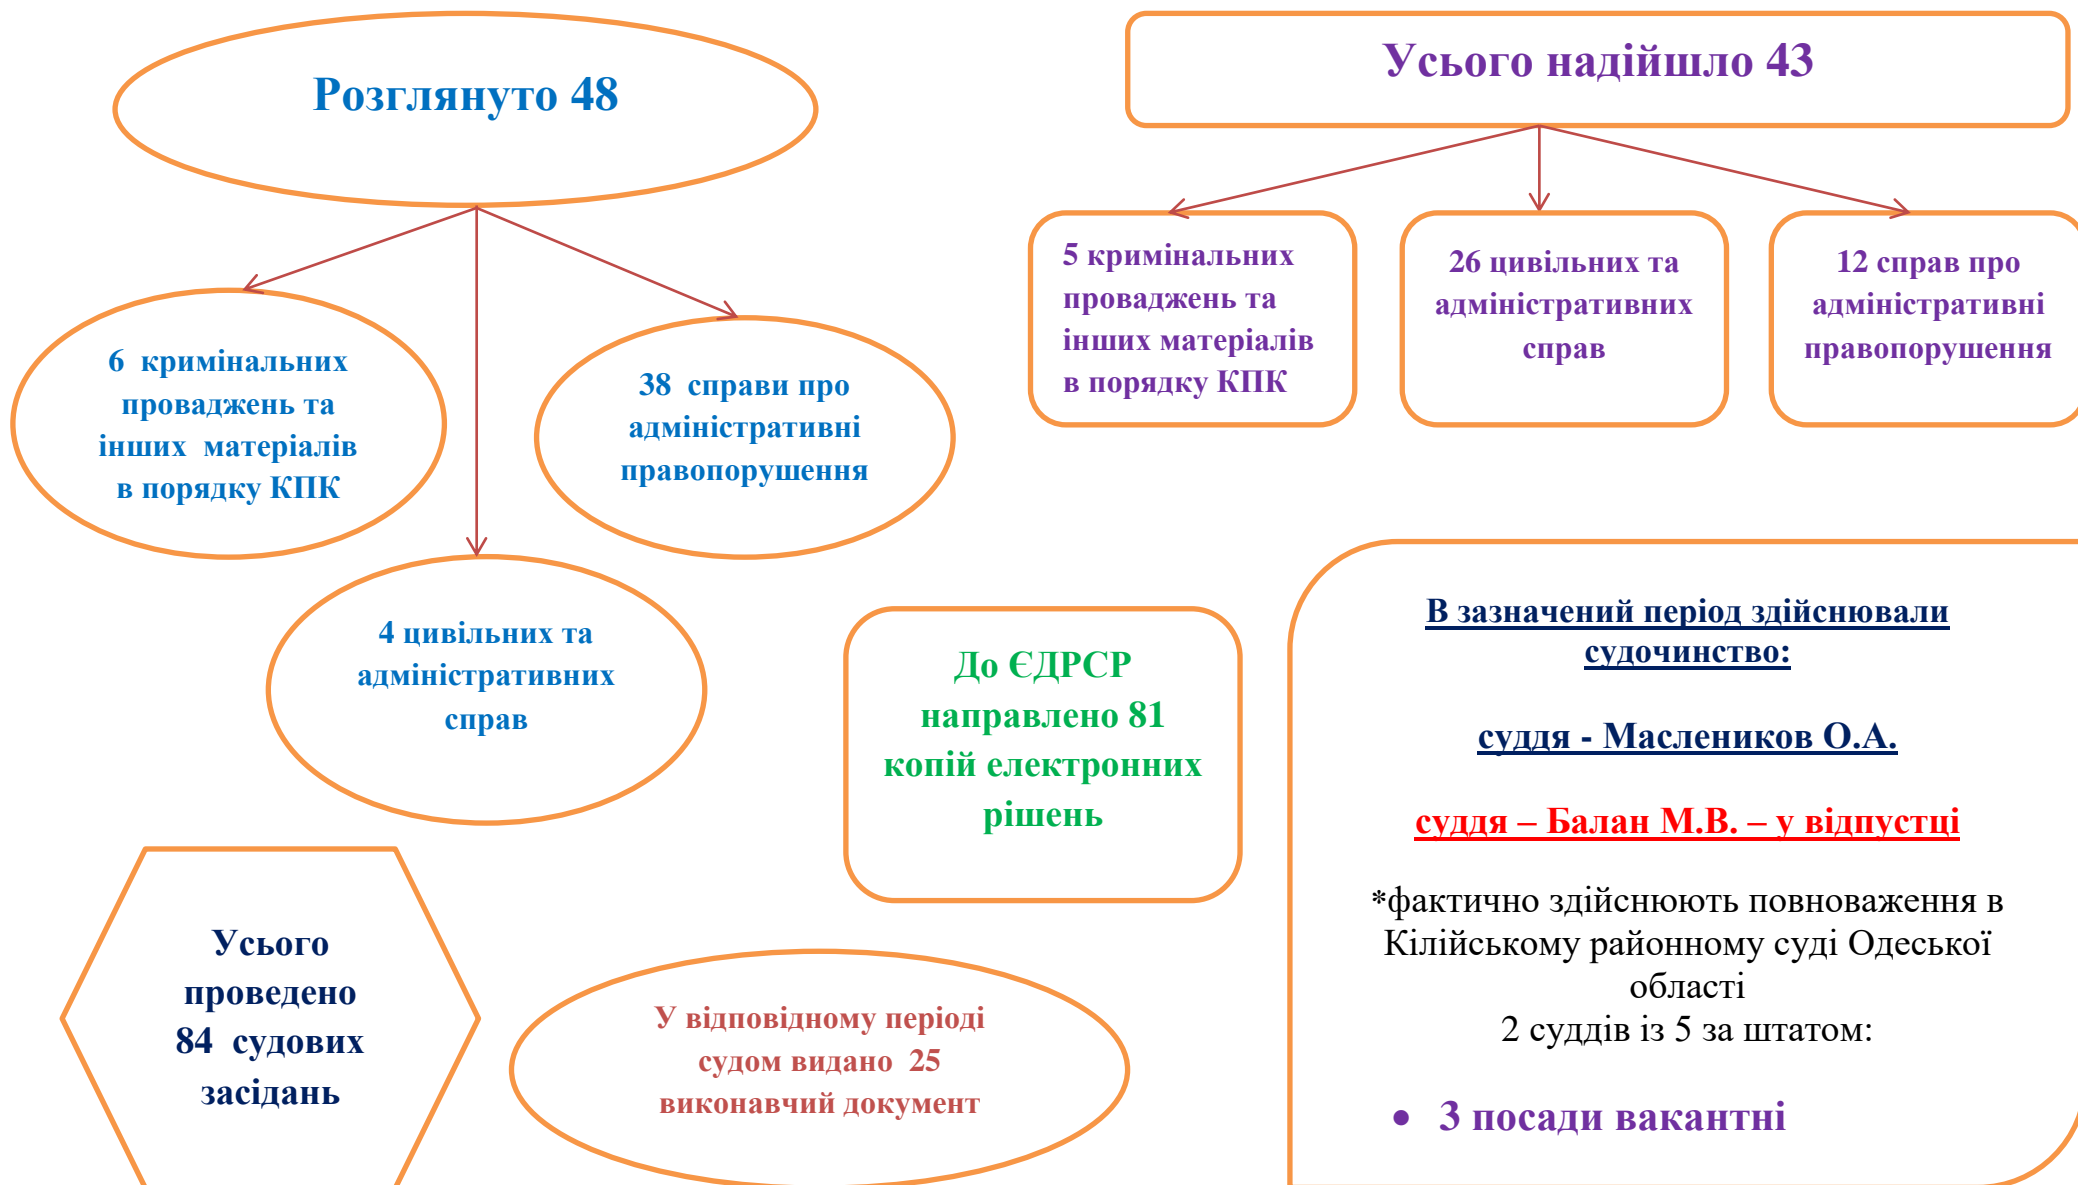 Розглянуто 48
6 кримінальних
проваджень та
інших матеріалів
в порядку КПК
38 справи про
адміністративні
правопорушення
4 цивільних та
адміністративних
справ
Усього надійшло 43
5 кримінальних
проваджень та
інших матеріалів
в порядку КПК
26 цивільних та
адміністративних
справ
12 справ про
адміністративні
правопорушення
До ЄДРСР
направлено 81
копій електронних
рішень
В зазначений період здійснювали
судочинство:
суддя - Маслеников О.А.
суддя – Балан М.В. – у відпустці
*фактично здійснюють повноваження в
Кілійському районному суді Одеської
області
2 суддів із 5 за штатом:
• 3 посади вакантні
Усього
проведено
84 судових
засідань
У відповідному періоді
судом видано 25
виконавчий документ